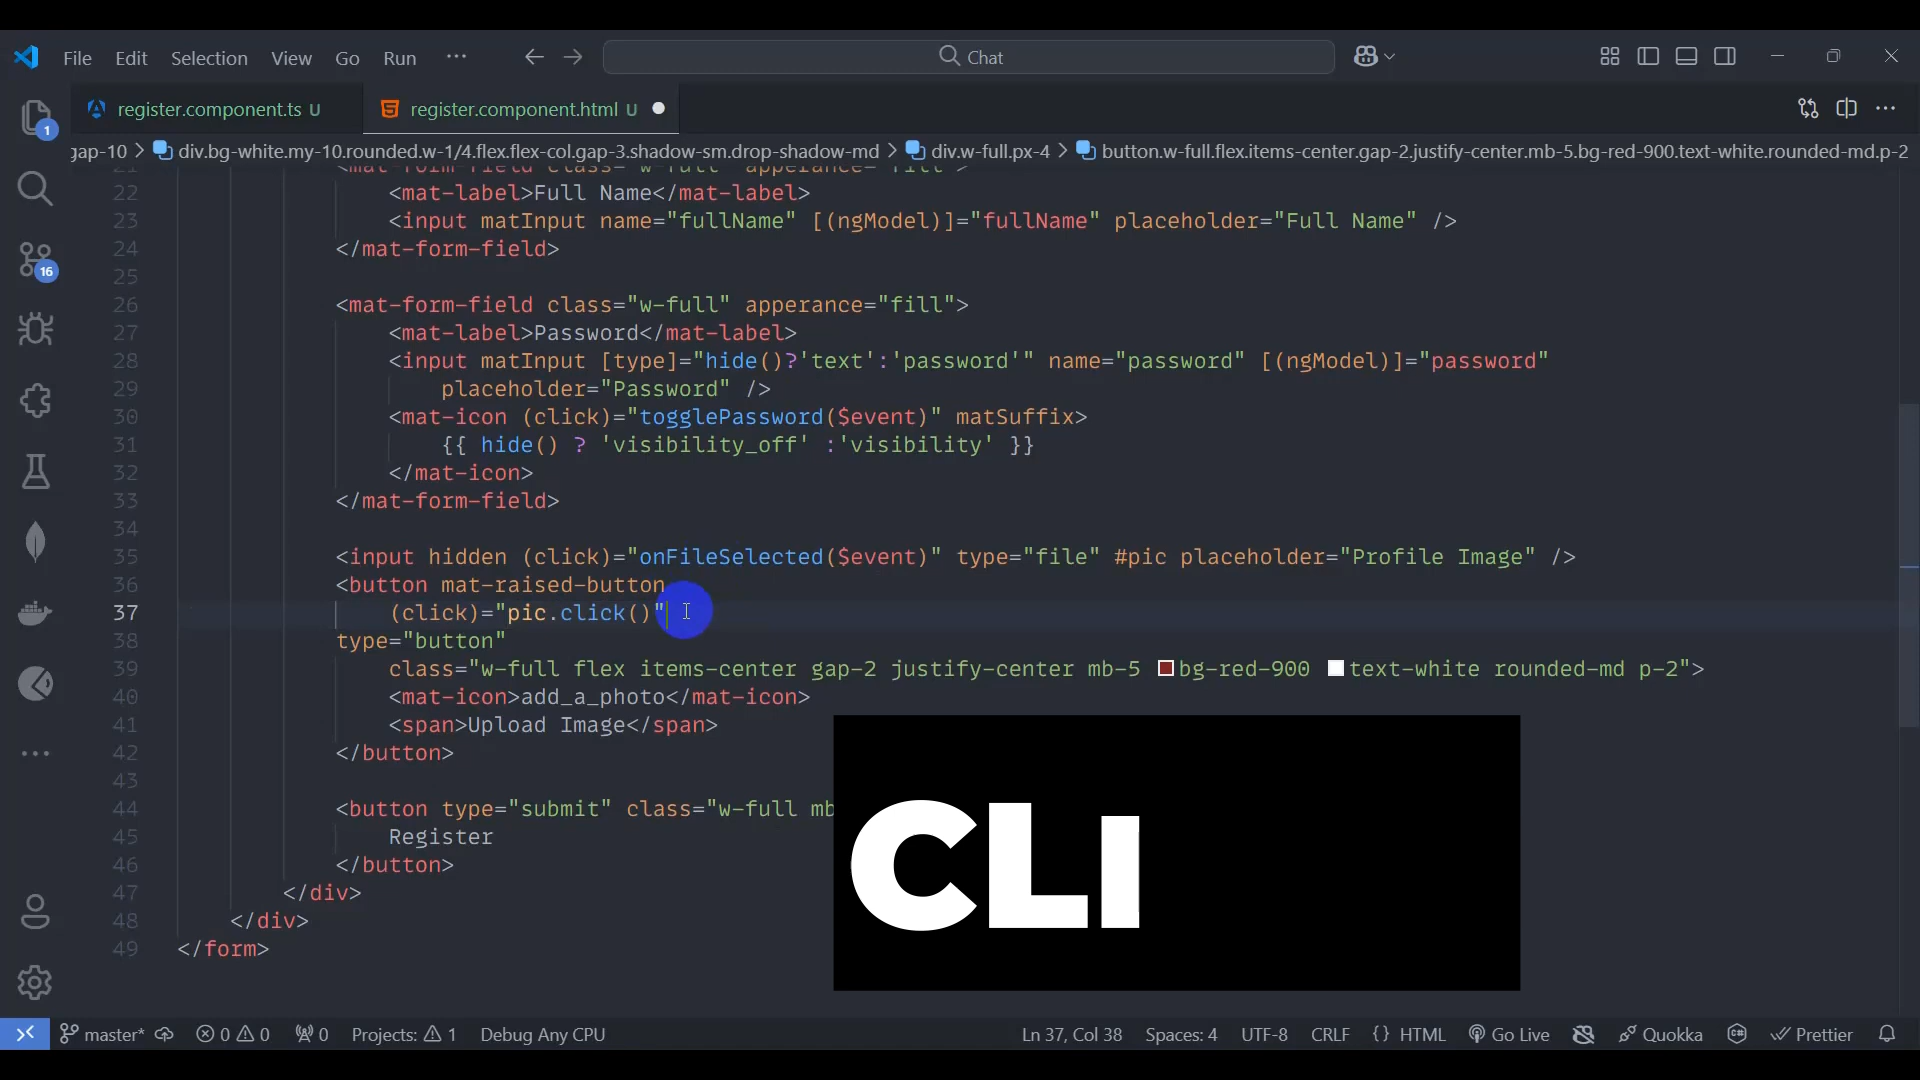 File Edit Selection View Go Run ··· Chat
register.component.ts U register.component.html U
gap-10 > div.bg-white.my-10.rounded.w-1/4.flex.flex-col.gap-3.shadow-sm.drop-shadow-md > div.w-full.px-4 > button.w-full.flex.items-center.gap-2.justify-center.mb-5.bg-red-900.text-white.rounded-md.p-2
1
16
21 <mat-form-field class="w-full" apperance="fill">
22 <mat-label>Full Name</mat-label>
23 <input matInput name="fullName" [(ngModel)]="fullName" placeholder="Full Name" />
24 </mat-form-field>
25
26 <mat-form-field class="w-full" apperance="fill">
27 <mat-label>Password</mat-label>
28 <input matInput [type]="hide()?'text':'password'" name="password" [(ngModel)]="password"
29 placeholder="Password" />
30 <mat-icon (click)="togglePassword($event)" matSuffix>
31 {{ hide() ? 'visibility_off' :'visibility' }}
32 </mat-icon>
33 </mat-form-field>
34
35 <input hidden (click)="onFileSelected($event)" type="file" #pic placeholder="Profile Image" />
36 <button mat-raised-button
37 (click)="pic.click()"
38 type="button"
39 class="w-full flex items-center gap-2 justify-center mb-5 bg-red-900 text-white rounded-md p-2">
40 <mat-icon>add_a_photo</mat-icon>
41 <span>Upload Image</span>
42 </button>
43
44 <button type="submit" class="w-full mb
45 Register
46 </button>
47 </div>
48 </div>
49 </form>
CLI
master* 0 0 0 Projects: 1 Debug Any CPU Ln 37, Col 38 Spaces: 4 UTF-8 CRLF {} HTML Go Live Quokka Prettier